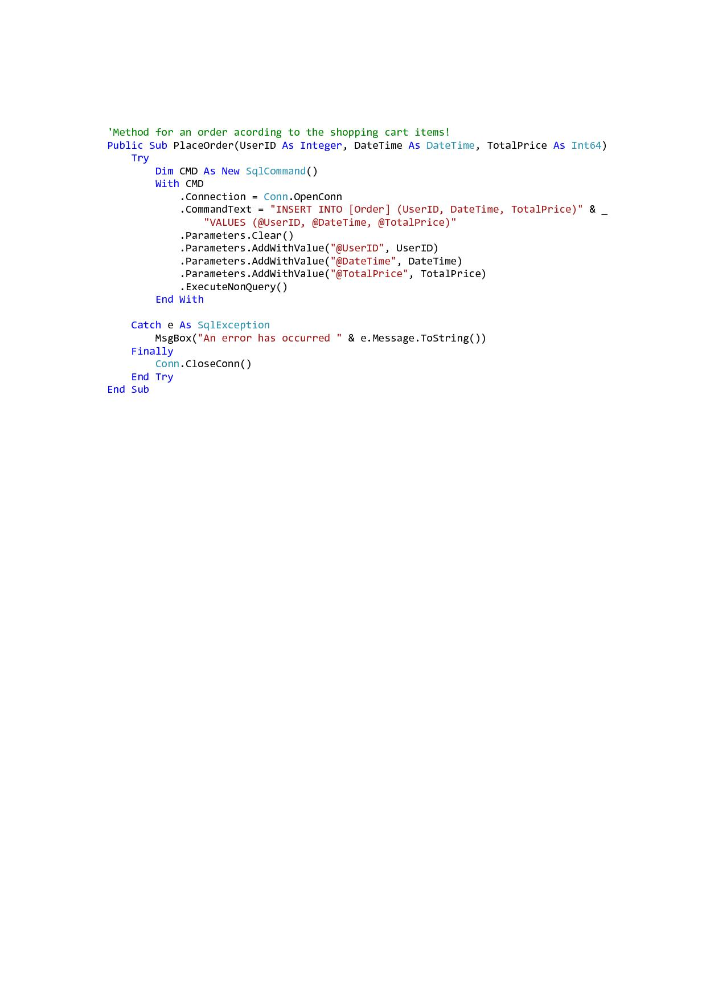 'Method for an order acording to the shopping cart items!
Public Sub PlaceOrder(UserID As Integer, DateTime As DateTime, TotalPrice As Int64)
    Try
        Dim CMD As New SqlCommand()
        With CMD
            .Connection = Conn.OpenConn
            .CommandText = "INSERT INTO [Order] (UserID, DateTime, TotalPrice)" & _
                "VALUES (@UserID, @DateTime, @TotalPrice)"
            .Parameters.Clear()
            .Parameters.AddWithValue("@UserID", UserID)
            .Parameters.AddWithValue("@DateTime", DateTime)
            .Parameters.AddWithValue("@TotalPrice", TotalPrice)
            .ExecuteNonQuery()
        End With
    Catch e As SqlException
        MsgBox("An error has occurred " & e.Message.ToString())
    Finally
        Conn.CloseConn()
    End Try
End Sub